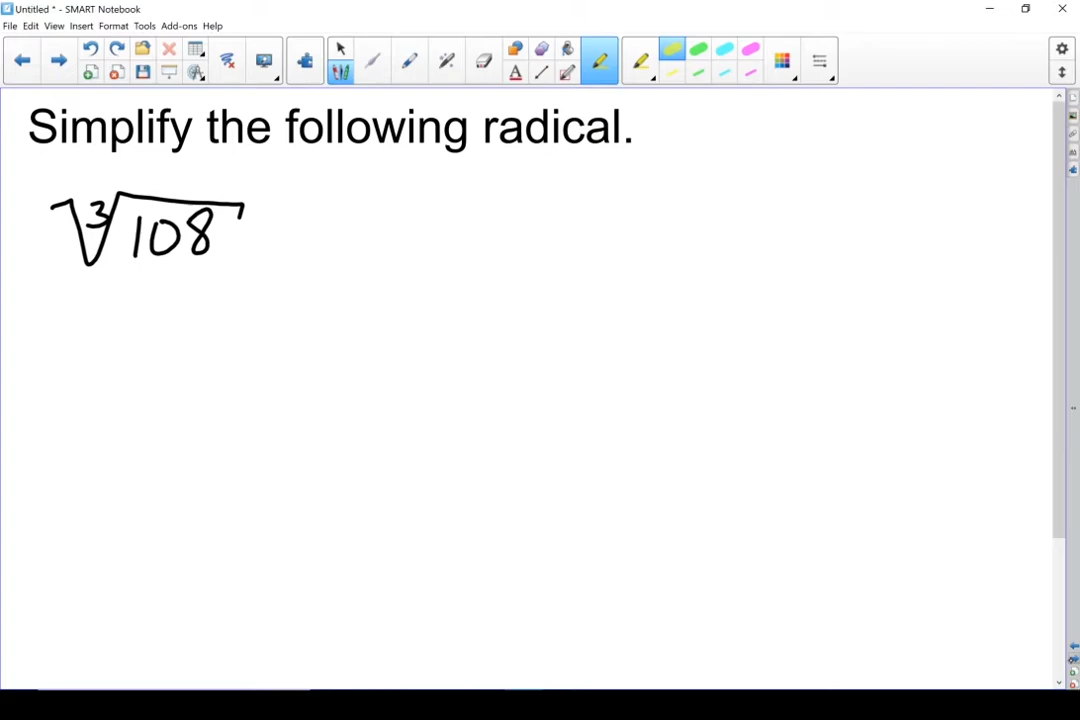 Untitled * - SMART Notebook
File Edit View Insert Format Tools Add-ons Help
Simplify the following radical.
∛108